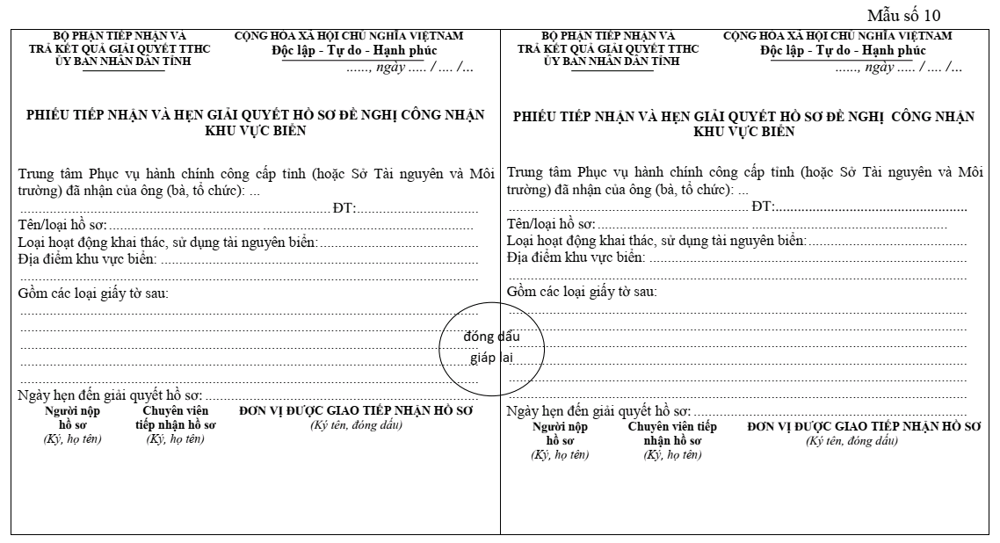 Mẫu số 10
BỘ PHẬN TIẾP NHẬN VÀ
TRẢ KẾT QUẢ GIẢI QUYẾT TTHC
ỦY BAN NHÂN DÂN TỈNH
CỘNG HÒA XÃ HỘI CHỦ NGHĨA VIỆTNAM
Độc lập - Tự do - Hạnh phúc
......, ngày ..... / .... /...
PHIẾU TIẾP NHẬN VÀ HẸN GIẢI QUYẾT HỒ SƠ ĐỀ NGHỊ CÔNG NHẬN
KHU VỰC BIỂN
Trung tâm Phục vụ hành chính công cấp tỉnh (hoặc Sở Tài nguyên và Môi
trường) đã nhận của ông (bà, tổ chức): ...
........................ ĐT:........................
Tên/loại hồ sơ:........................
Loại hoạt động khai thác, sử dụng tài nguyên biển:........................
Địa điểm khu vực biển: ........................
........................
Gồm các loại giấy tờ sau:
........................
........................
........................
........................
........................
Ngày hẹn đến giải quyết hồ sơ:........................
Người nộp
hồ sơ
(Ký, họ tên)
Chuyên viên
tiếp nhận hồ sơ
(Ký, họ tên)
ĐƠN VỊ ĐƯỢC GIAO TIẾP NHẬN HỒ SƠ
(Ký tên, đóng dấu)
đóng dấu
giáp lai
BỘ PHẬN TIẾP NHẬN VÀ
TRẢ KẾT QUẢ GIẢI QUYẾT TTHC
ỦY BAN NHÂN DÂN TỈNH
CỘNG HÒA XÃ HỘI CHỦ NGHĨA VIỆTNAM
Độc lập - Tự do - Hạnh phúc
......, ngày ..... / .... /...
PHIẾU TIẾP NHẬN VÀ HẸN GIẢI QUYẾT HỒ SƠ ĐỀ NGHỊ CÔNG NHẬN
KHU VỰC BIỂN
Trung tâm Phục vụ hành chính công cấp tỉnh (hoặc Sở Tài nguyên và Môi
trường) đã nhận của ông (bà, tổ chức): ...
........................ ĐT:........................
Tên/loại hồ sơ:........................
Loại hoạt động khai thác, sử dụng tài nguyên biển:........................
Địa điểm khu vực biển: ........................
........................
Gồm các loại giấy tờ sau:
........................
........................
........................
........................
........................
........................
Ngày hẹn đến giải quyết hồ sơ:........................
Người nộp
hồ sơ
(Ký, họ tên)
Chuyên viên tiếp
nhận hồ sơ
(Ký, họ tên)
ĐƠN VỊ ĐƯỢC GIAO TIẾP NHẬN HỒ SƠ
(Ký tên, đóng dấu)